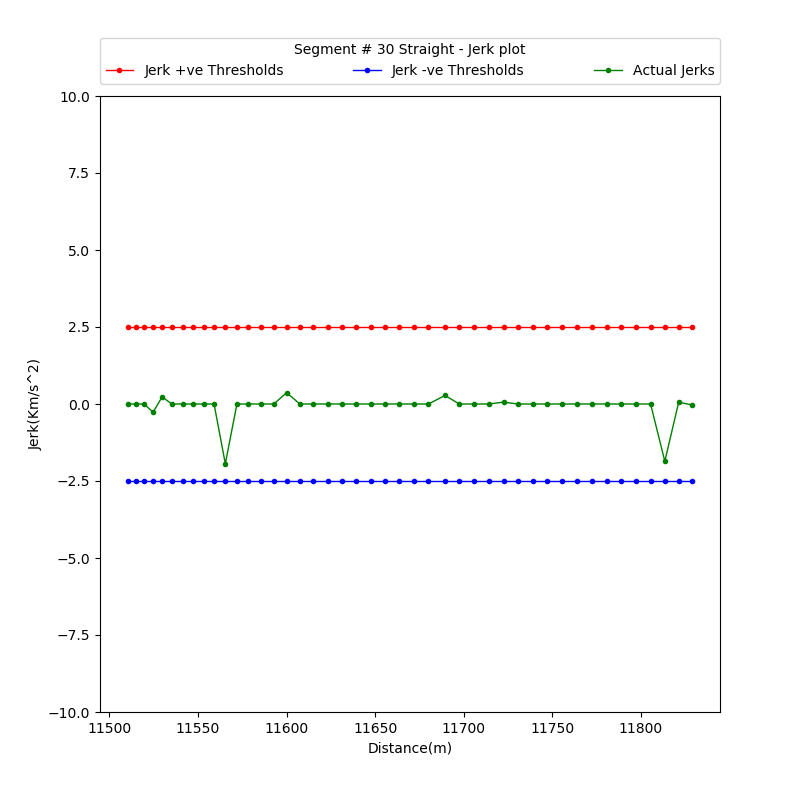 Segment # 30 Straight - Jerk plot
Jerk +ve Thresholds Jerk -ve Thresholds Actual Jerks
10.0
7.5
5.0
2.5
0.0
−2.5
−5.0
−7.5
−10.0
Jerk(Km/s^2)
11500 11550 11600 11650 11700 11750 11800
Distance(m)